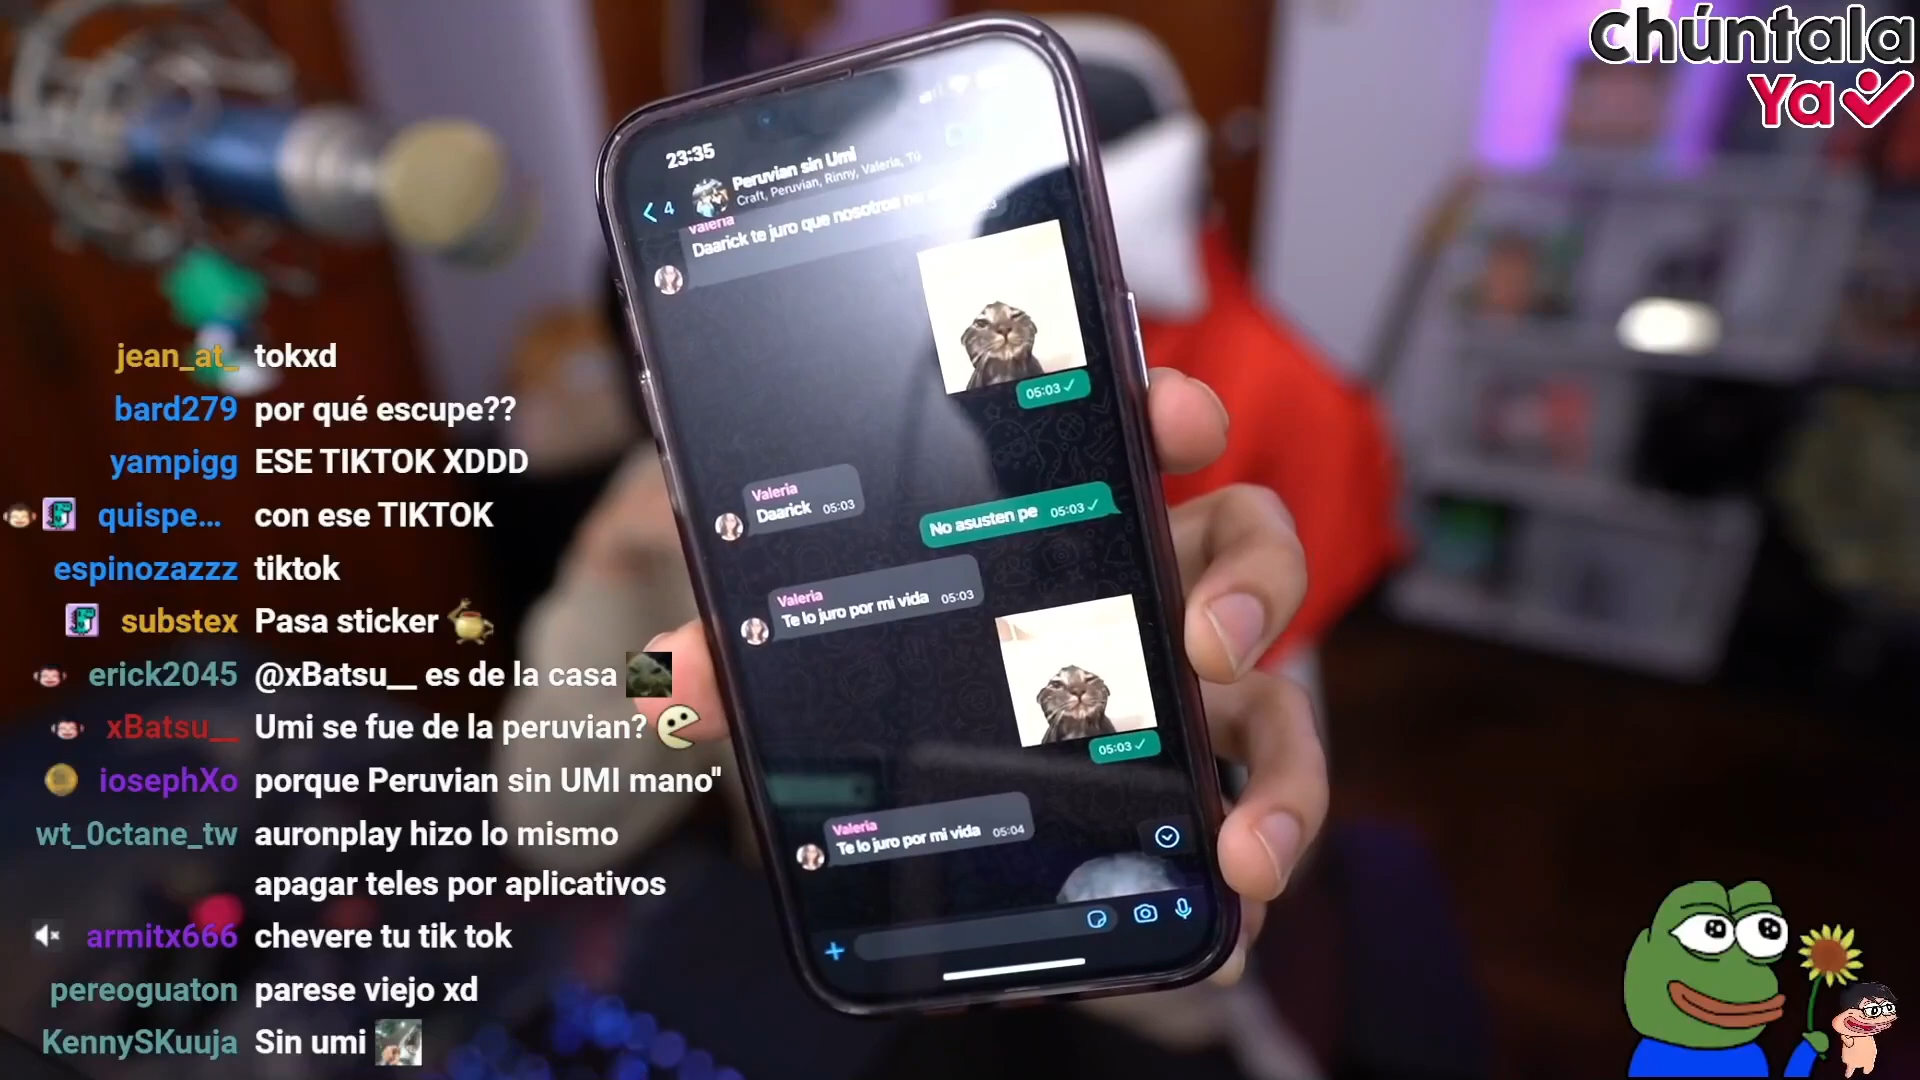 Chúntala
Ya
23:35
4
Peruvian sin Umi
Craft, Peruvian, Rinny, Valeria, Tú
Valeria
Daarick te juro que nosotros no
05:03
Valeria
Daarick 05:03
No asusten pe 05:03
Valeria
Te lo juro por mi vida 05:03
05:03
Valeria
Te lo juro por mi vida 05:04
jean_at_ tokxd
bard279 por qué escupe??
yampigg ESE TIKTOK XDDD
quispe... con ese TIKTOK
espinozazzz tiktok
substex Pasa sticker
erick2045 @xBatsu__ es de la casa
xBatsu__ Umi se fue de la peruvian?
iosephXo porque Peruvian sin UMI mano"
wt_0ctane_tw auronplay hizo lo mismo
apagar teles por aplicativos
armitx666 chevere tu tik tok
pereoguaton parese viejo xd
KennySKuuja Sin umi